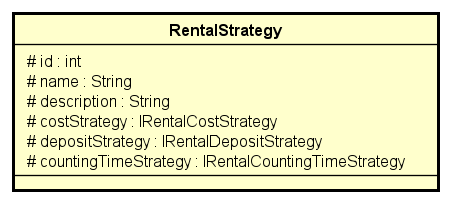 RentalStrategy
# id : int
# name : String
# description : String
# costStrategy : IRentalCostStrategy
# depositStrategy : IRentalDepositStrategy
# countingTimeStrategy : IRentalCountingTimeStrategy